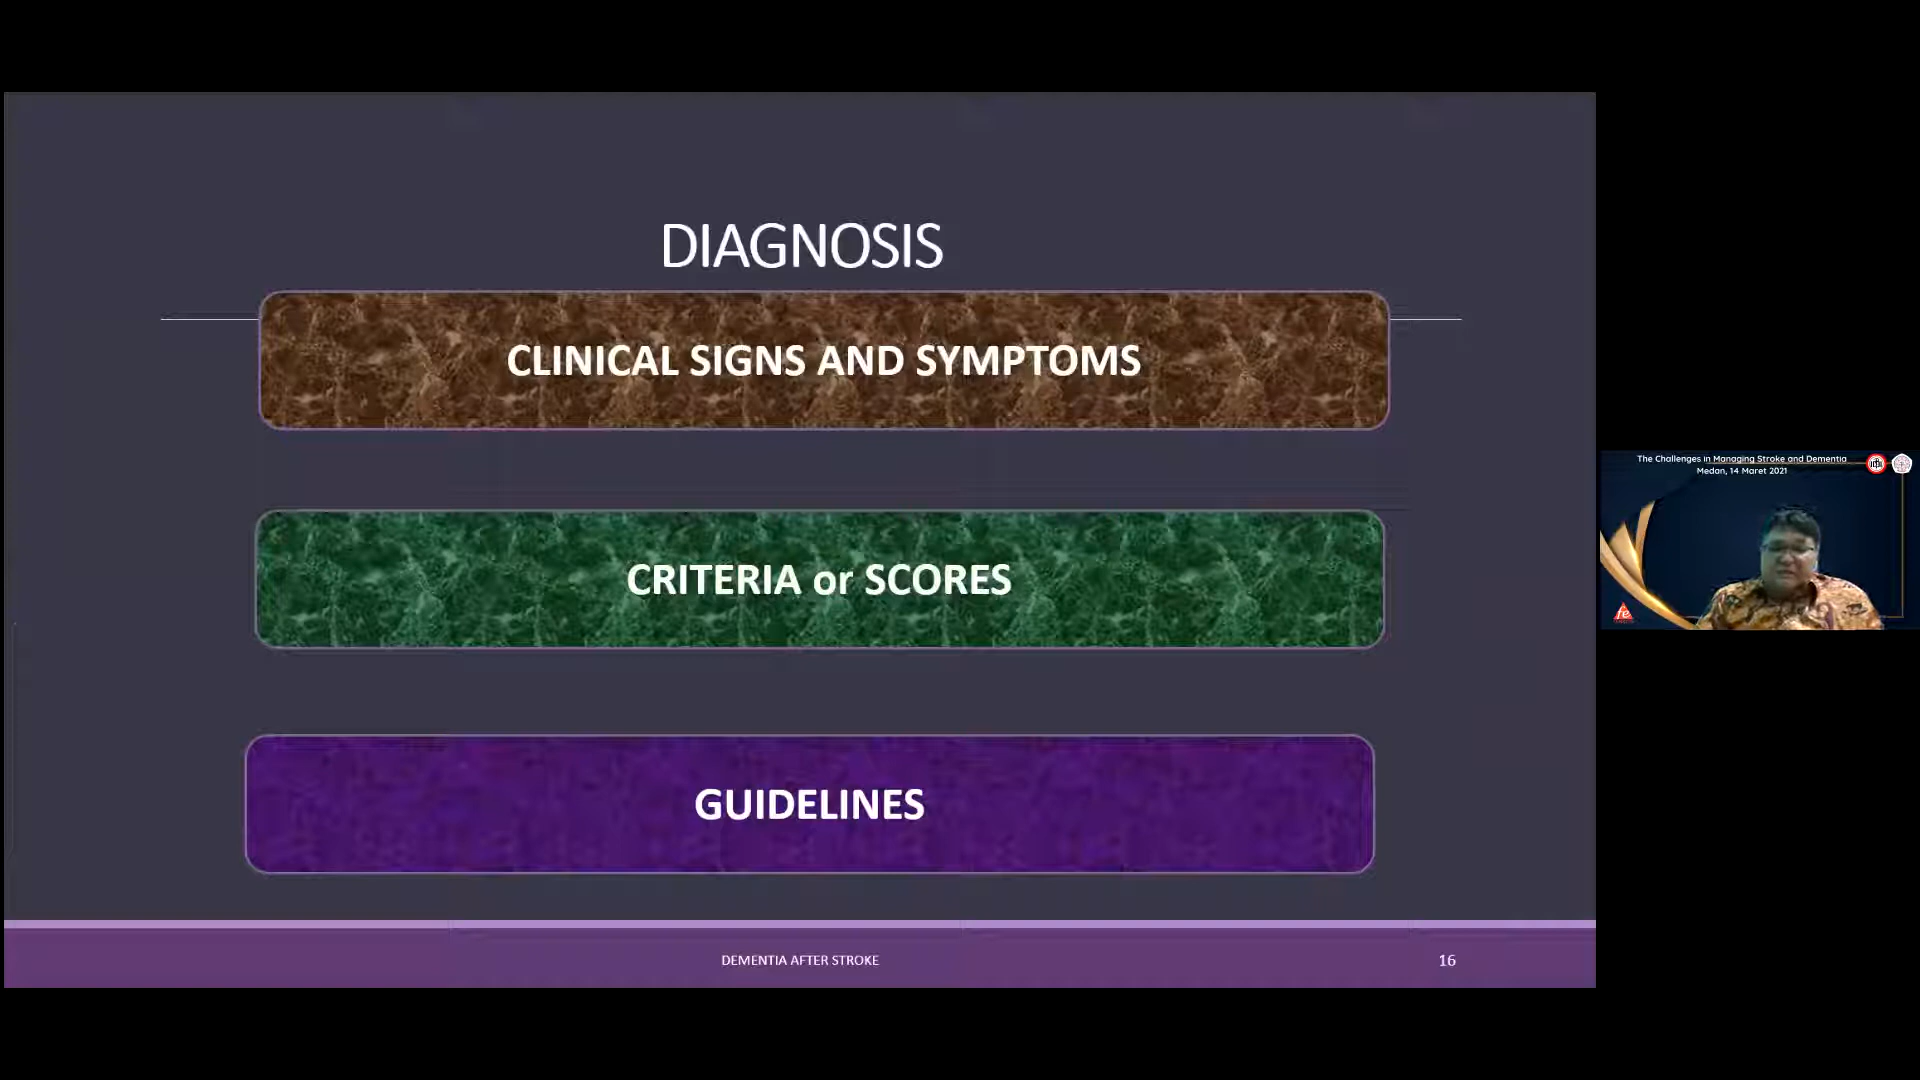 DIAGNOSIS
CLINICAL SIGNS AND SYMPTOMS
CRITERIA or SCORES
GUIDELINES
DEMENTIA AFTER STROKE
16
The Challenges in Managing Stroke and Dementia
Medan, 14 Maret 2021